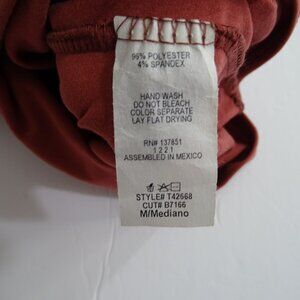 96% POLYESTER
4% SPANDEX
HAND WASH
DO NOT BLEACH
COLOR SEPARATE
LAY FLAT DRYING
RN# 137851
1 2 2 1
ASSEMBLED IN MEXICO
STYLE# T42668
CUT# B7166
M/Mediano